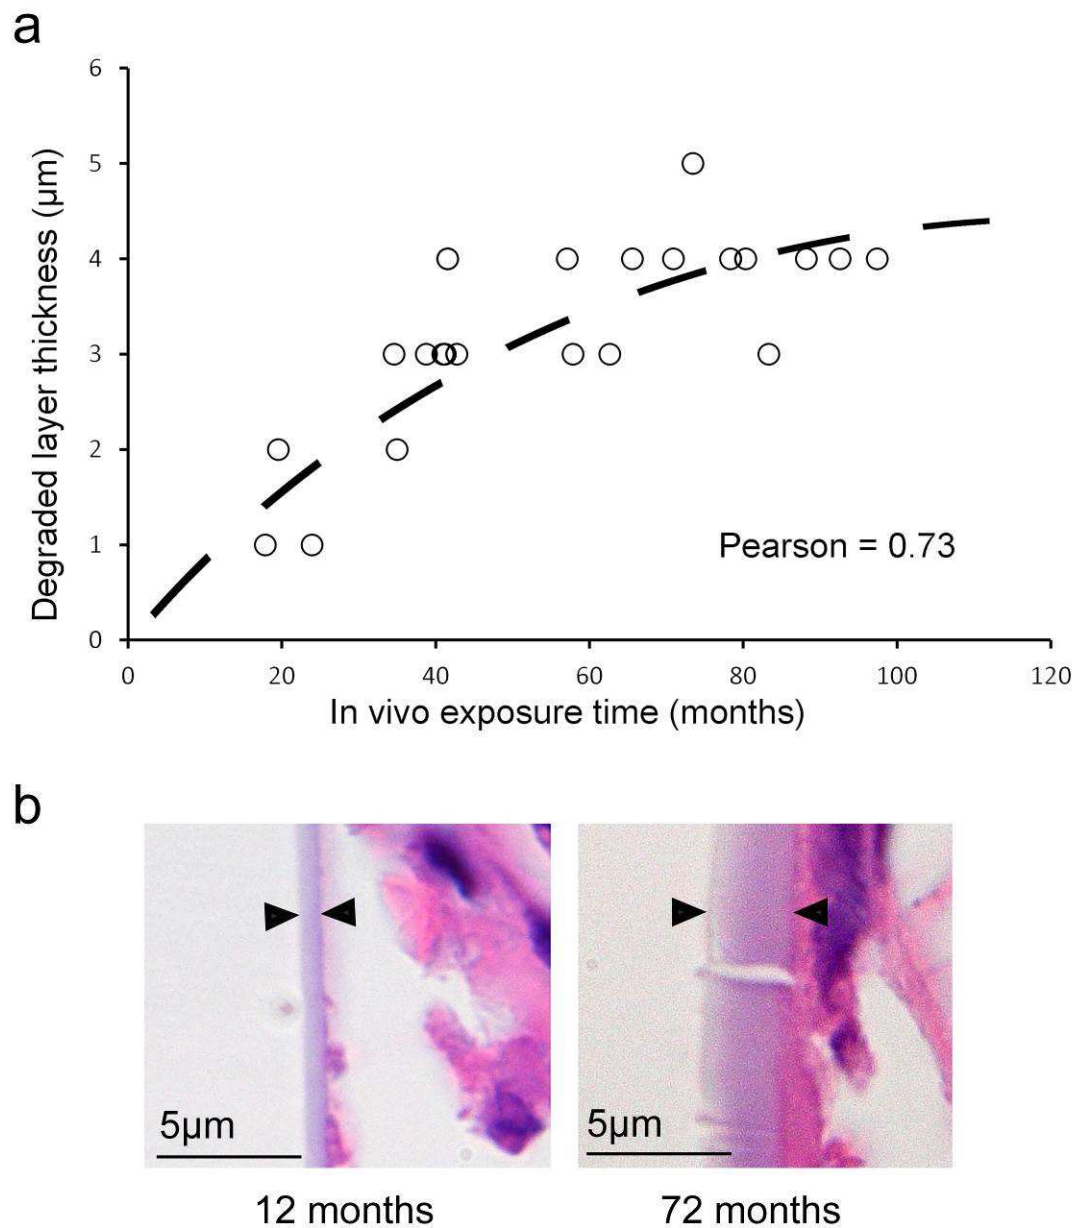 a
6
5
4
3
2
1
0
Degraded layer thickness (µm)
Pearson = 0.73
0 20 40 60 80 100 120
In vivo exposure time (months)
b
5µm 5µm
12 months 72 months